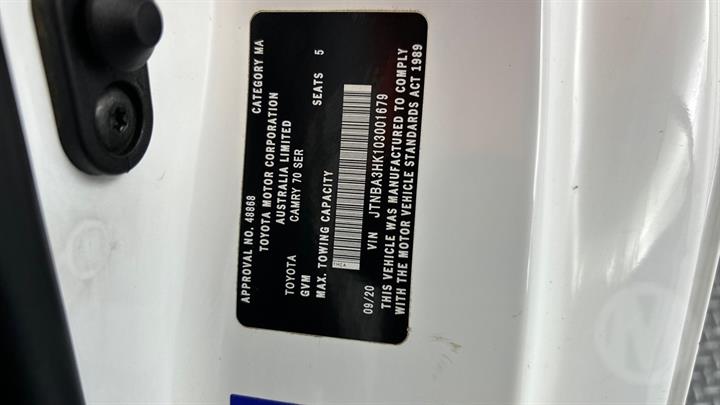 APPROVAL NO. 48868 CATEGORY MA
TOYOTA MOTOR CORPORATION
AUSTRALIA LIMITED
TOYOTA CAMRY 70 SER
GVM SEATS 5
MAX. TOWING CAPACITY
09/20 VIN JTNBA3HK103001679
THIS VEHICLE WAS MANUFACTURED TO COMPLY
WITH THE MOTOR VEHICLE STANDARDS ACT 1989